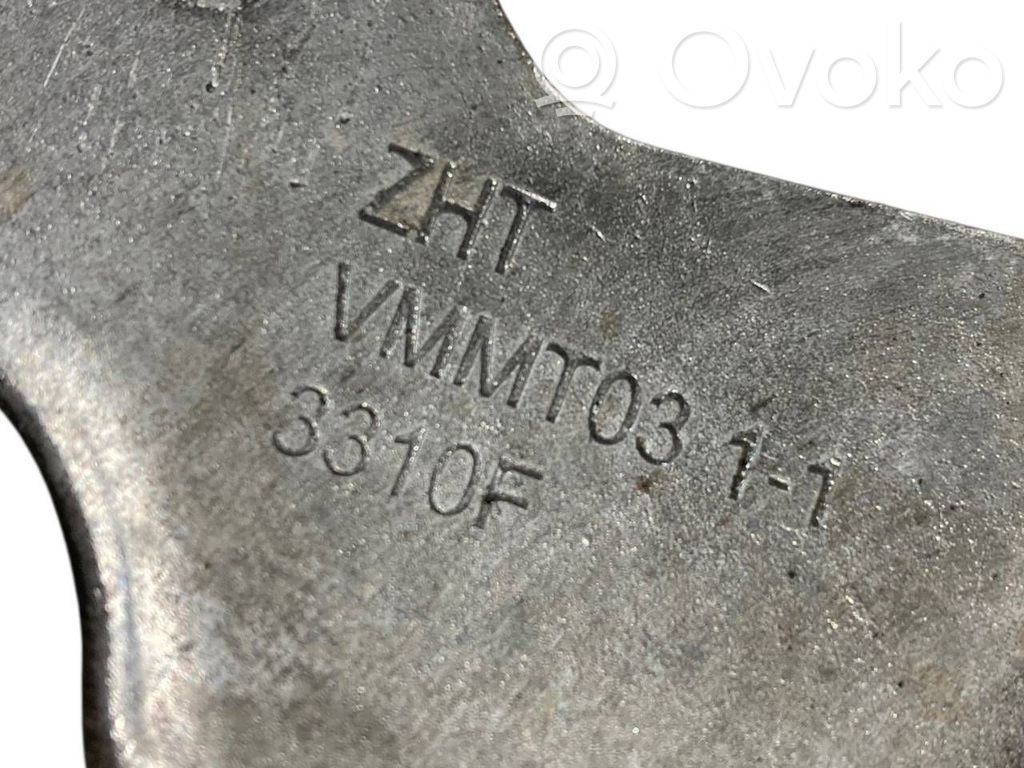 Ovoko
ZHT
VMMT03 1-1
3310F